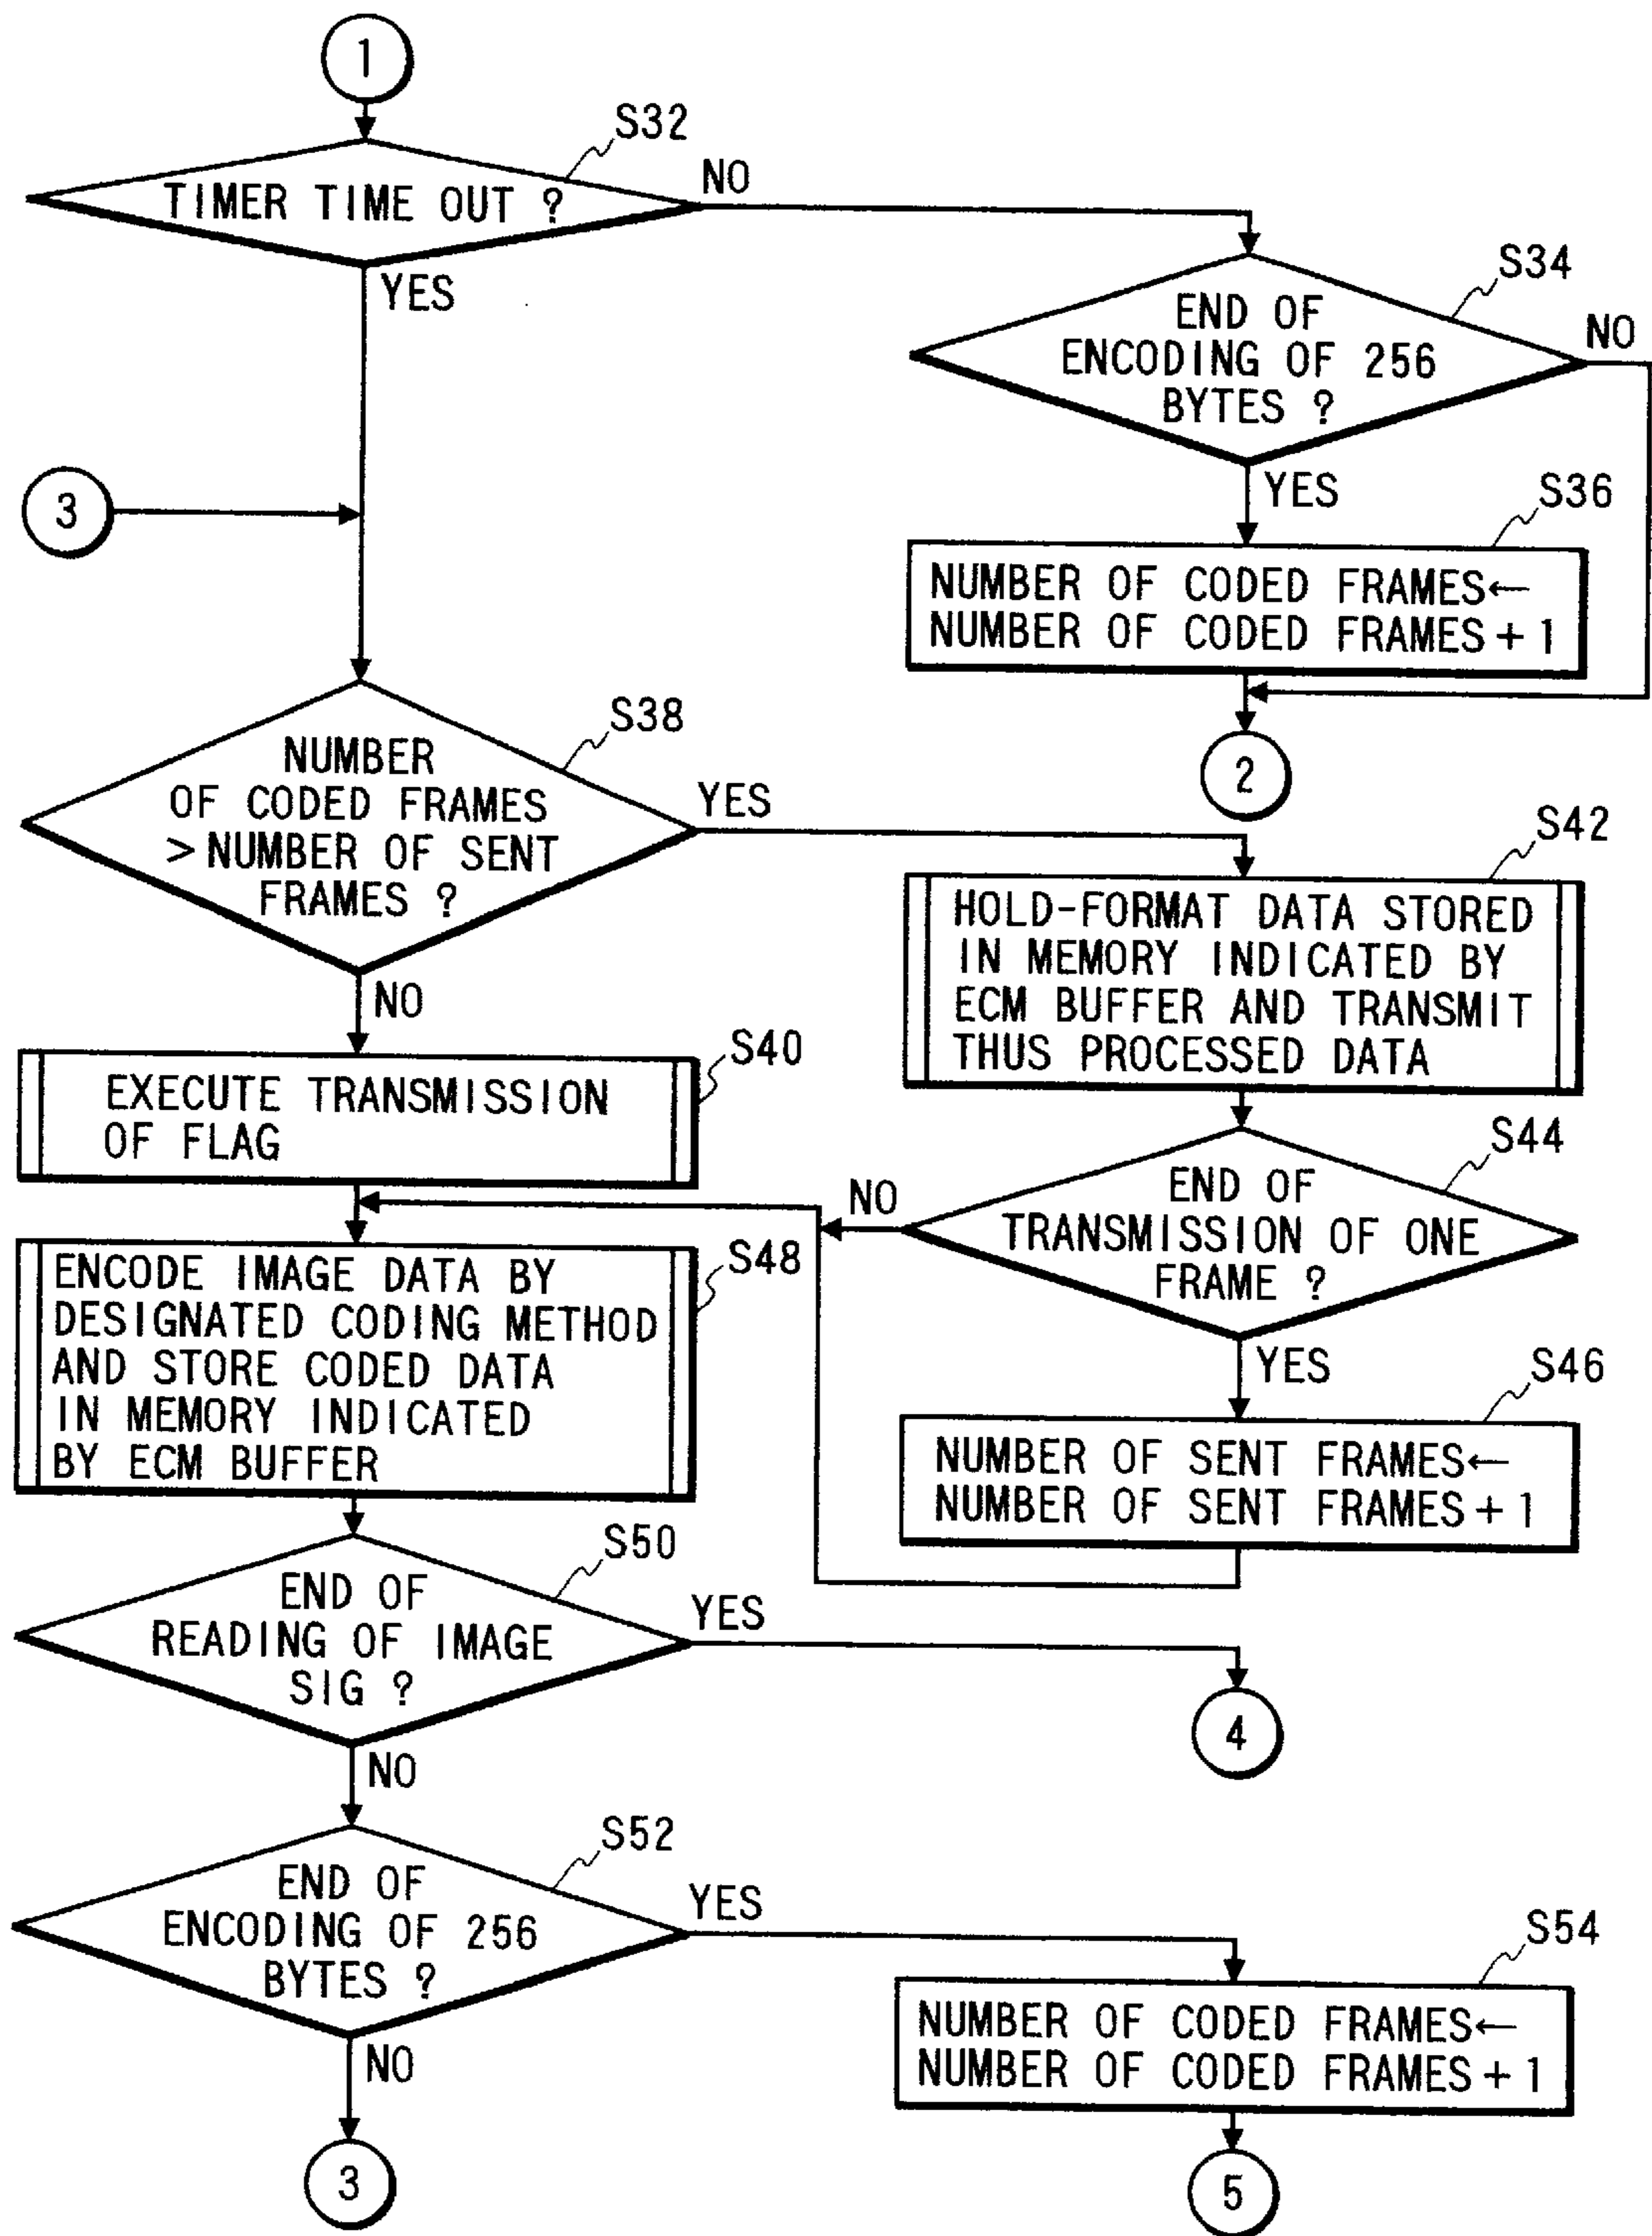 1
S32
TIMER TIME OUT ?
NO
YES
S34
END OF
ENCODING OF 256
BYTES ?
NO
YES
3
S36
NUMBER OF CODED FRAMES←
NUMBER OF CODED FRAMES + 1
2
S38
NUMBER
OF CODED FRAMES
> NUMBER OF SENT
FRAMES ?
YES
NO
S42
HOLD-FORMAT DATA STORED
IN MEMORY INDICATED BY
ECM BUFFER AND TRANSMIT
THUS PROCESSED DATA
S40
EXECUTE TRANSMISSION
OF FLAG
S44
END OF
TRANSMISSION OF ONE
FRAME ?
NO
YES
S48
ENCODE IMAGE DATA BY
DESIGNATED CODING METHOD
AND STORE CODED DATA
IN MEMORY INDICATED
BY ECM BUFFER
S46
NUMBER OF SENT FRAMES←
NUMBER OF SENT FRAMES + 1
S50
END OF
READING OF IMAGE
SIG ?
YES
4
NO
S52
END OF
ENCODING OF 256
BYTES ?
YES
NO
S54
NUMBER OF CODED FRAMES←
NUMBER OF CODED FRAMES + 1
3
5